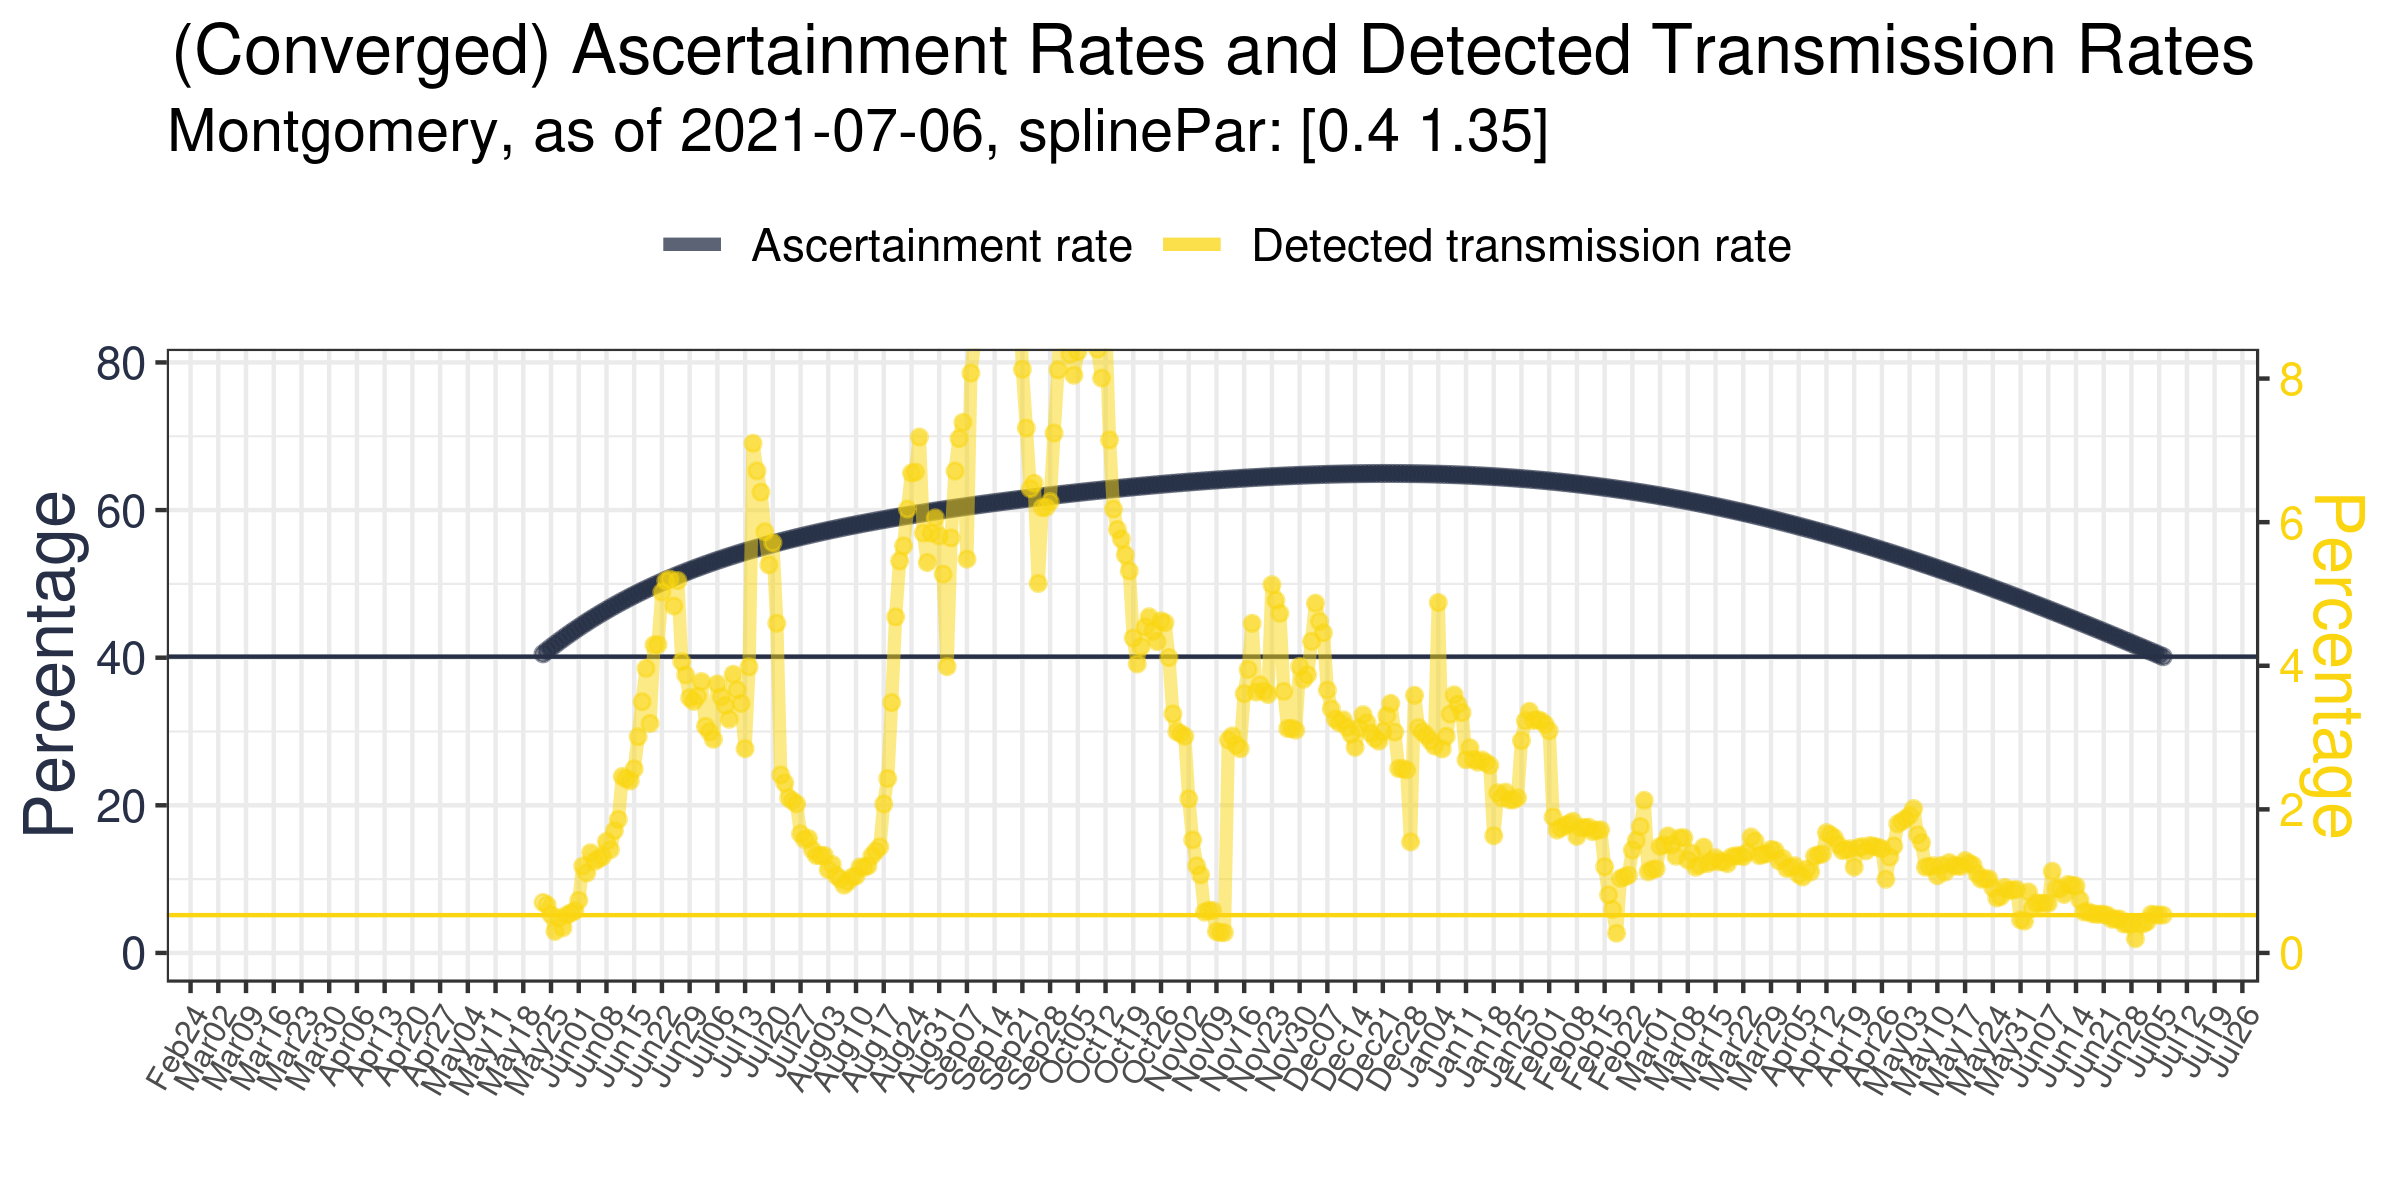 (Converged) Ascertainment Rates and Detected Transmission Rates
Montgomery, as of 2021-07-06, splinePar: [0.4 1.35]
Ascertainment rate Detected transmission rate
Percentage
80
60
40
20
0
8
6
4
2
0
Percentage
Feb24
Mar02
Mar09
Mar16
Mar23
Mar30
Apr06
Apr13
Apr20
Apr27
May04
May11
May18
May25
Jun01
Jun08
Jun15
Jun22
Jun29
Jul06
Jul13
Jul20
Jul27
Aug03
Aug10
Aug17
Aug24
Aug31
Sep07
Sep14
Sep21
Sep28
Oct05
Oct12
Oct19
Oct26
Nov02
Nov09
Nov16
Nov23
Nov30
Dec07
Dec14
Dec21
Dec28
Jan04
Jan11
Jan18
Jan25
Feb01
Feb08
Feb15
Feb22
Mar01
Mar08
Mar15
Mar22
Mar29
Apr05
Apr12
Apr19
Apr26
May03
May10
May17
May24
May31
Jun07
Jun14
Jun21
Jun28
Jul05
Jul12
Jul19
Jul26